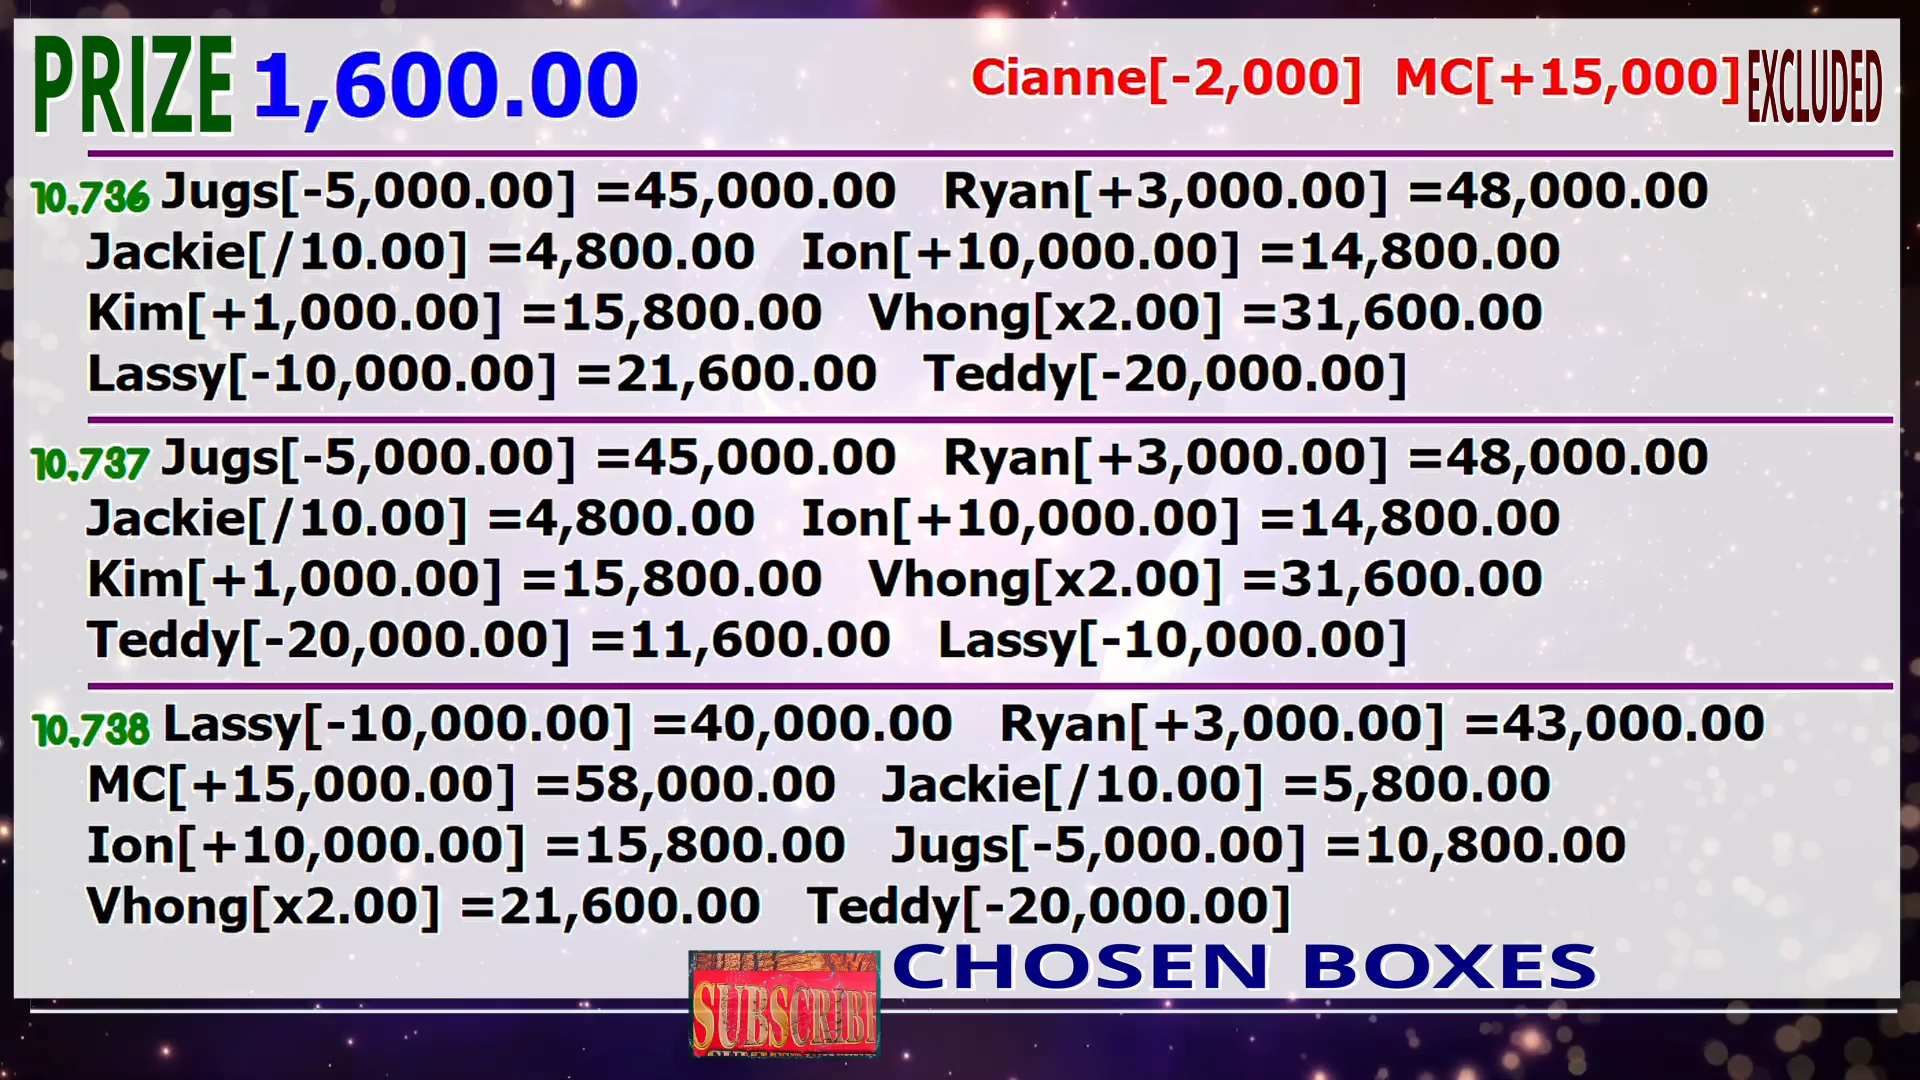 PRIZE 1,600.00 Cianne[-2,000] MC[+15,000] EXCLUDED
10,736 Jugs[-5,000.00] =45,000.00 Ryan[+3,000.00] =48,000.00
Jackie[/10.00] =4,800.00 Ion[+10,000.00] =14,800.00
Kim[+1,000.00] =15,800.00 Vhong[x2.00] =31,600.00
Lassy[-10,000.00] =21,600.00 Teddy[-20,000.00]
10,737 Jugs[-5,000.00] =45,000.00 Ryan[+3,000.00] =48,000.00
Jackie[/10.00] =4,800.00 Ion[+10,000.00] =14,800.00
Kim[+1,000.00] =15,800.00 Vhong[x2.00] =31,600.00
Teddy[-20,000.00] =11,600.00 Lassy[-10,000.00]
10,738 Lassy[-10,000.00] =40,000.00 Ryan[+3,000.00] =43,000.00
MC[+15,000.00] =58,000.00 Jackie[/10.00] =5,800.00
Ion[+10,000.00] =15,800.00 Jugs[-5,000.00] =10,800.00
Vhong[x2.00] =21,600.00 Teddy[-20,000.00]
CHOSEN BOXES
SUBSCRIBE